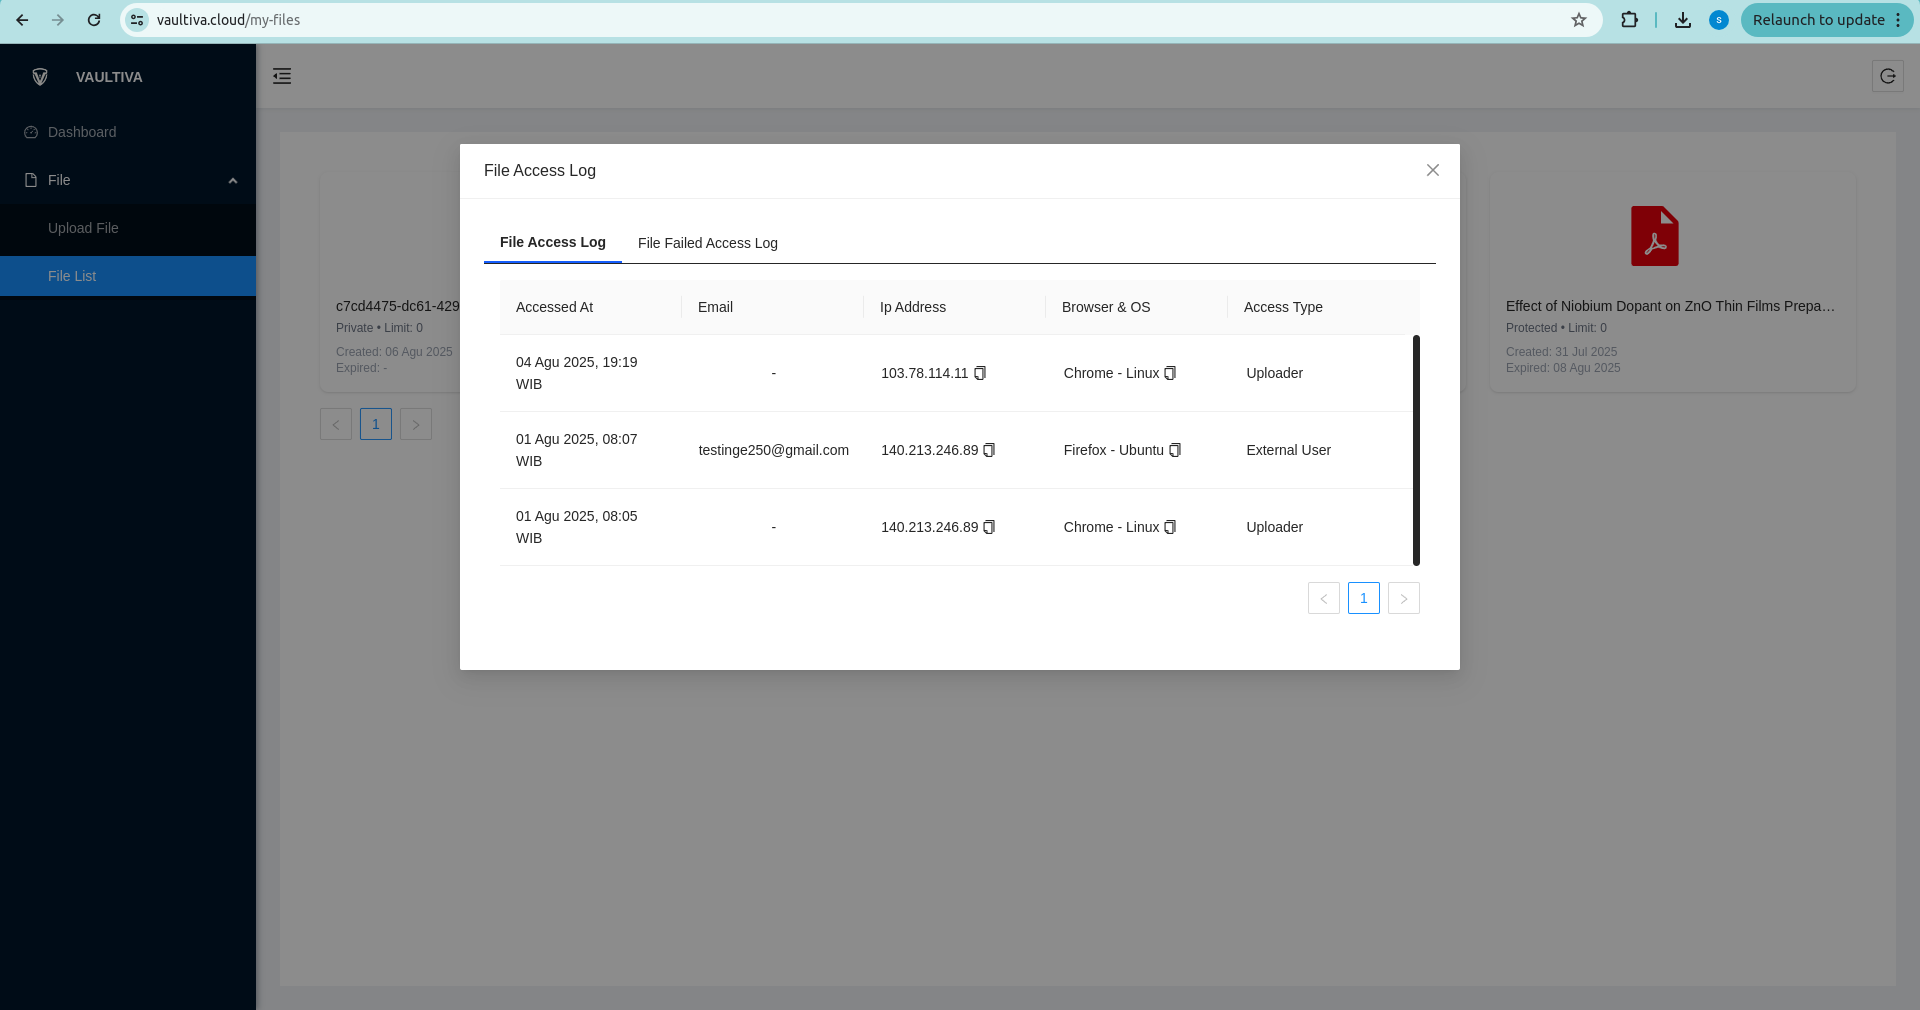 vaultiva.cloud/my-files
S
Relaunch to update
VAULTIVA
Dashboard
File
Upload File
File List
c7cd4475-dc61-429
Private • Limit: 0
Created: 06 Agu 2025
Expired: -
< 1 >
Effect of Niobium Dopant on ZnO Thin Films Prepa...
Protected • Limit: 0
Created: 31 Jul 2025
Expired: 08 Agu 2025
File Access Log
File Access Log File Failed Access Log
Accessed At Email Ip Address Browser & OS Access Type
04 Agu 2025, 19:19
WIB
- 103.78.114.11 Chrome - Linux Uploader
01 Agu 2025, 08:07
WIB
testinge250@gmail.com 140.213.246.89 Firefox - Ubuntu External User
01 Agu 2025, 08:05
WIB
- 140.213.246.89 Chrome - Linux Uploader
< 1 >